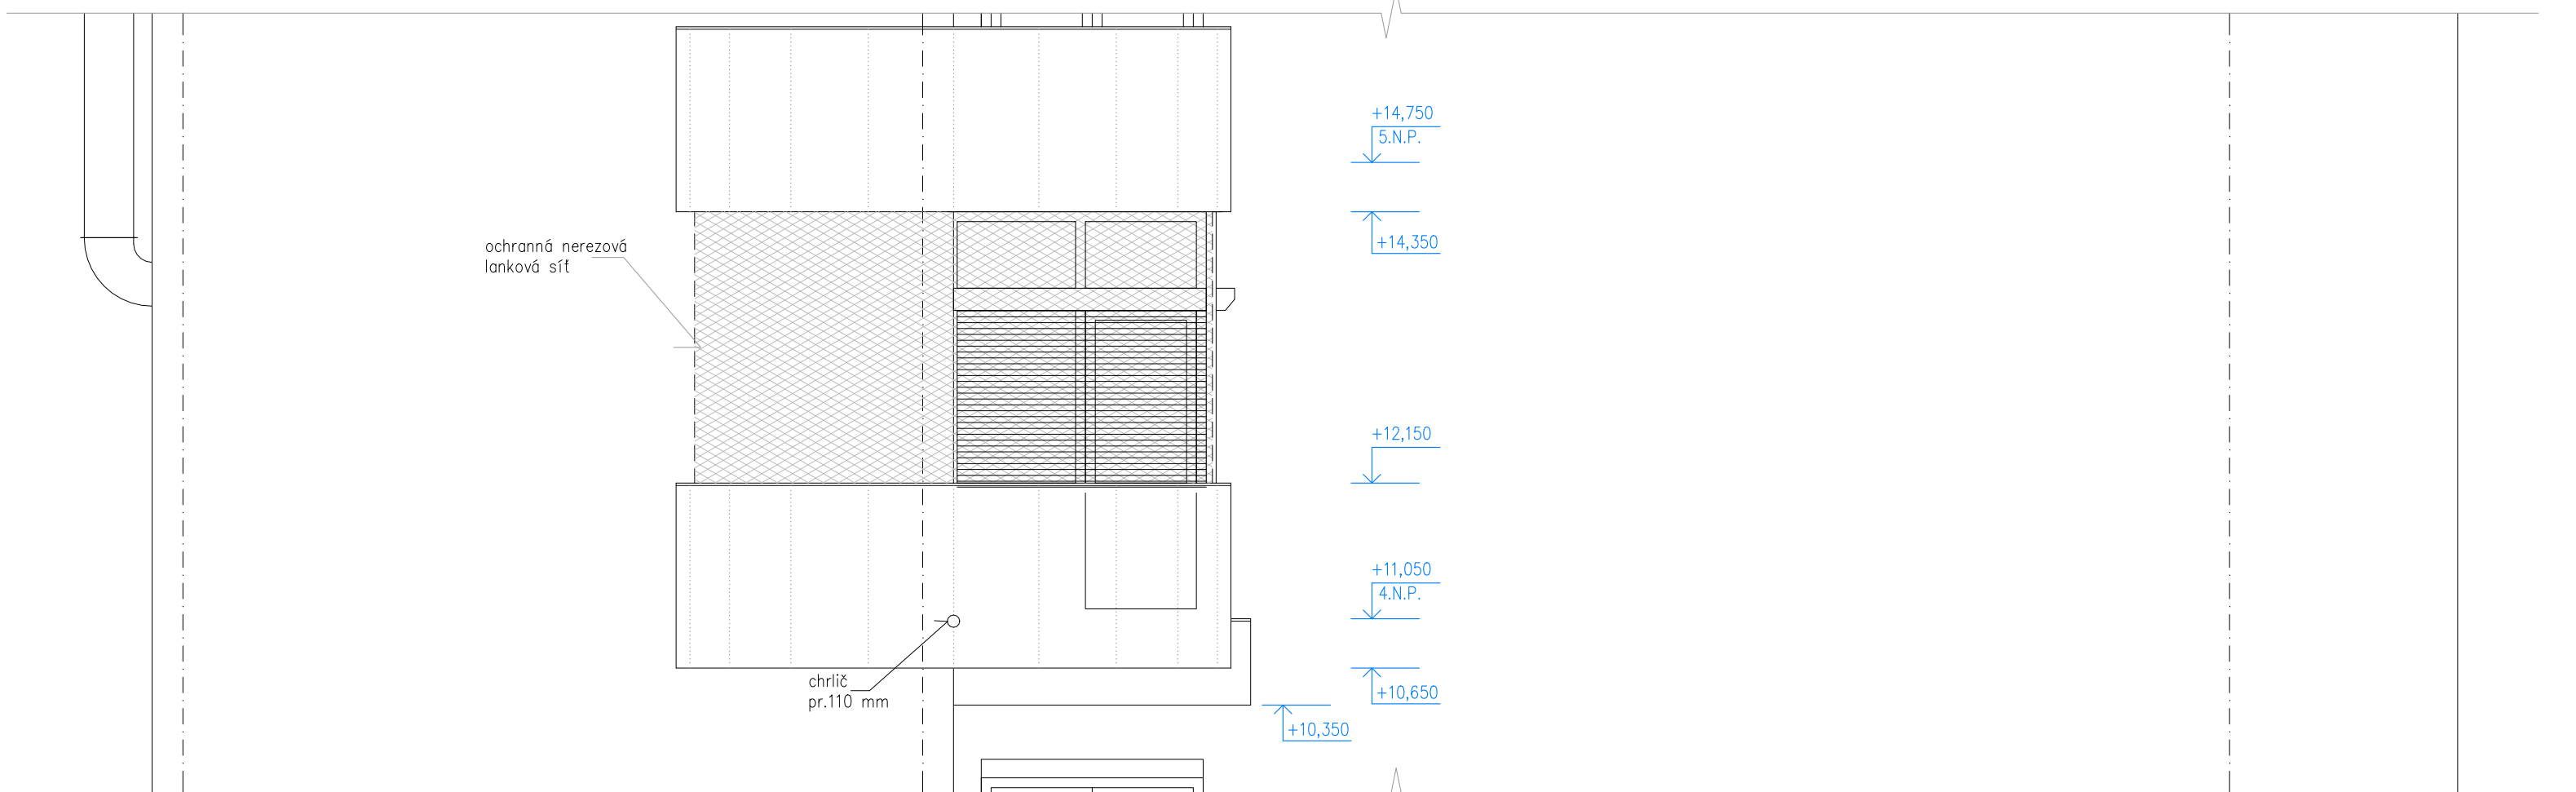 +14,750
5.N.P.
+14,350
ochranná nerezová
lanková síť
+12,150
+11,050
4.N.P.
chrlič
pr.110 mm
+10,650
+10,350